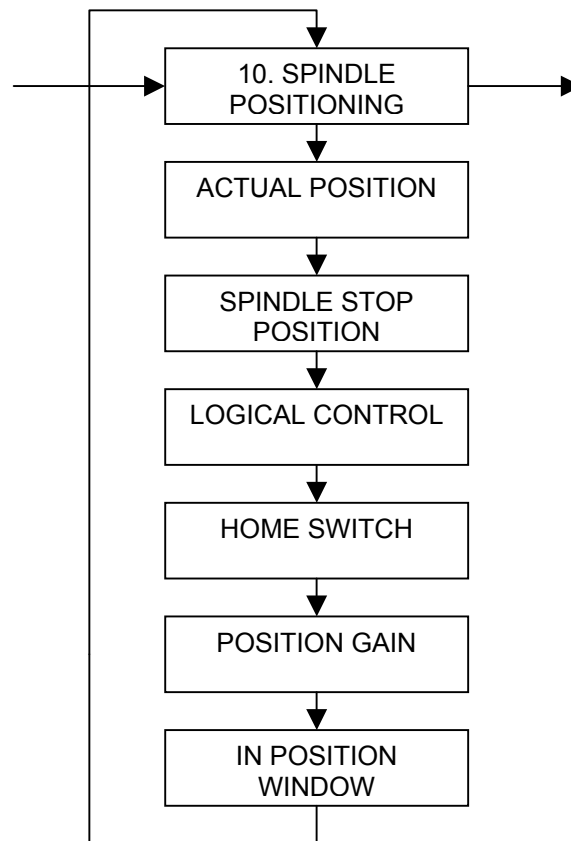 10. SPINDLE
POSITIONING
ACTUAL POSITION
SPINDLE STOP
POSITION
LOGICAL CONTROL
HOME SWITCH
POSITION GAIN
IN POSITION
WINDOW